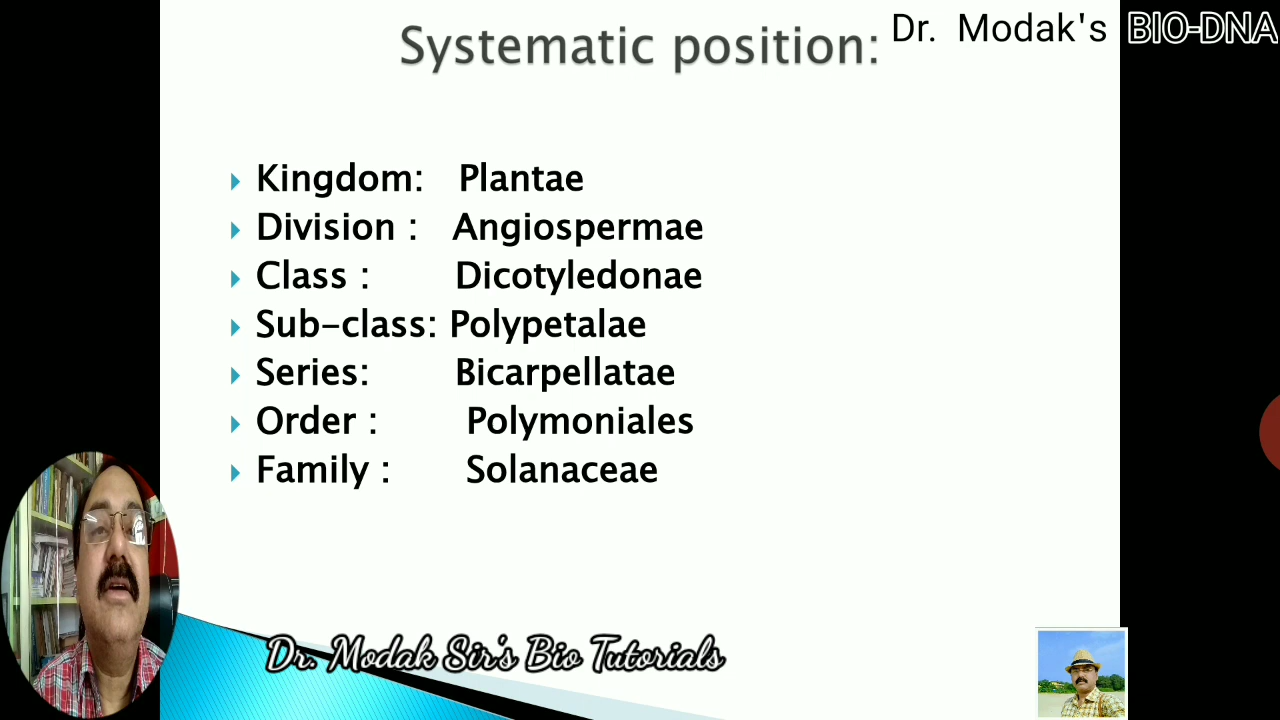 Systematic position:
Dr. Modak's BIO-DNA
Kingdom: Plantae
Division : Angiospermae
Class : Dicotyledonae
Sub-class: Polypetalae
Series: Bicarpellatae
Order : Polymoniales
Family : Solanaceae
Dr. Modak Sir's Bio Tutorials